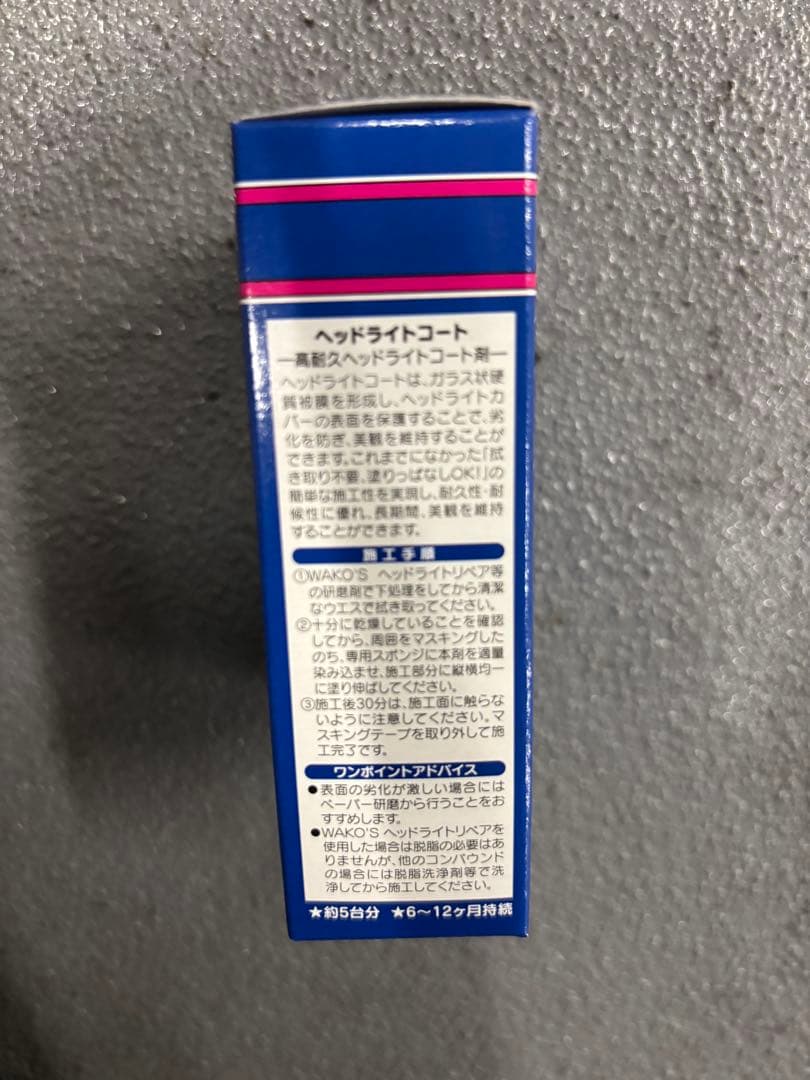 ヘッドライトコート
―高耐久ヘッドライトコート剤―
ヘッドライトコートは、ガラス状硬
質被膜を形成し、ヘッドライトカ
バーの表面を保護することで、劣
化を防ぎ、美観を維持することが
できます。これまでになかった「拭
き取り不要、塗りっぱなしOK!」の
簡単な施工性を実現し、耐久性・耐
候性に優れ、長期間、美観を維持
することができます。
施工手順
①WAKO'S ヘッドライトリペア等
の研磨剤で下処理をしてから清潔
なウエスで拭き取ってください。
②十分に乾燥していることを確認
してから、周囲をマスキングした
のち、専用スポンジに本剤を適量
染み込ませ、施工部分に縦横均一
に塗り伸ばしてください。
③施工後30分は、施工面に触らな
いように注意してください。マ
スキングテープを取り外して施
工完了です。
ワンポイントアドバイス
●表面の劣化が激しい場合には
ペーパー研磨から行うことをお
すすめします。
●WAKO'S ヘッドライトリペアを
使用した場合は脱脂の必要はあ
りませんが、他のコンパウンド
の場合には脱脂洗浄剤等で洗
浄してから施工してください。
★約5台分 ★6〜12ヶ月持続